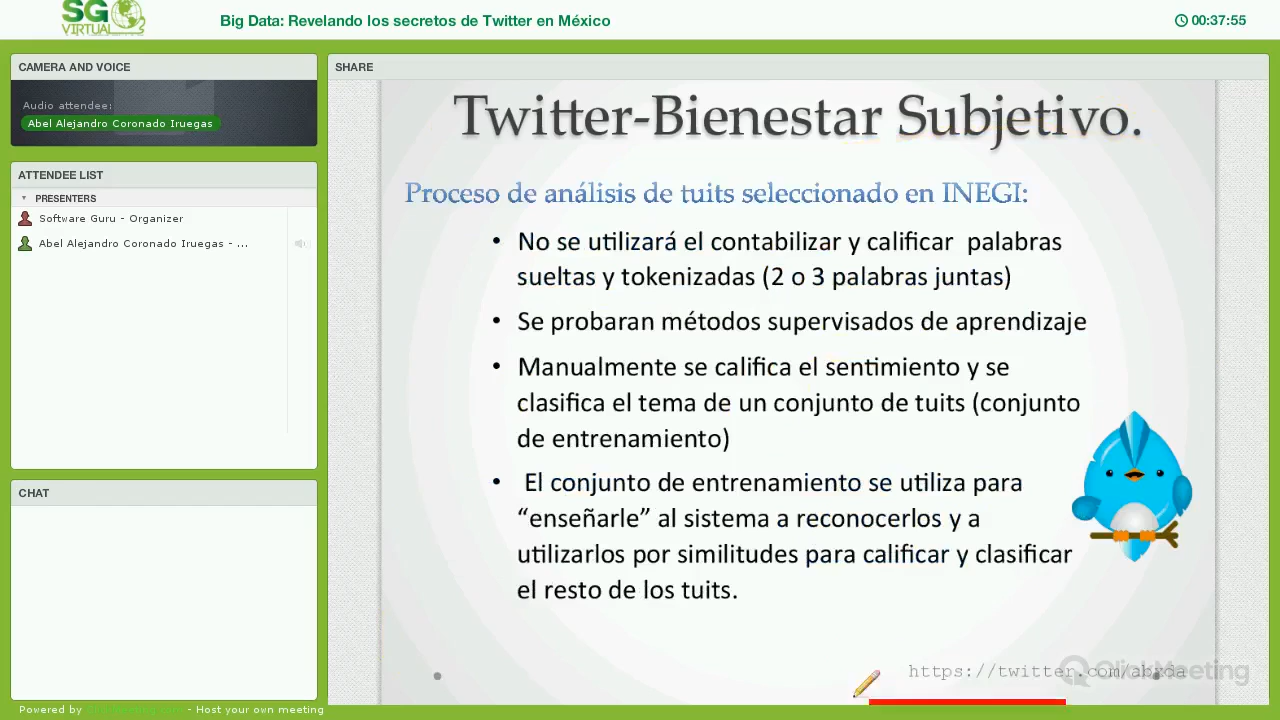 SG
VIRTUAL
Big Data: Revelando los secretos de Twitter en México
00:37:55
CAMERA AND VOICE
Audio attendee:
Abel Alejandro Coronado Iruegas
ATTENDEE LIST
PRESENTERS
Software Guru - Organizer
Abel Alejandro Coronado Iruegas - ...
CHAT
Powered by - Host your own meeting
SHARE
Twitter-Bienestar Subjetivo.
Proceso de análisis de tuits seleccionado en INEGI:
• No se utilizará el contabilizar y calificar palabras
sueltas y tokenizadas (2 o 3 palabras juntas)
• Se probaran métodos supervisados de aprendizaje
• Manualmente se califica el sentimiento y se
clasifica el tema de un conjunto de tuits (conjunto
de entrenamiento)
• El conjunto de entrenamiento se utiliza para
“enseñarle” al sistema a reconocerlos y a
utilizarlos por similitudes para calificar y clasificar
el resto de los tuits.
ClickMeeting